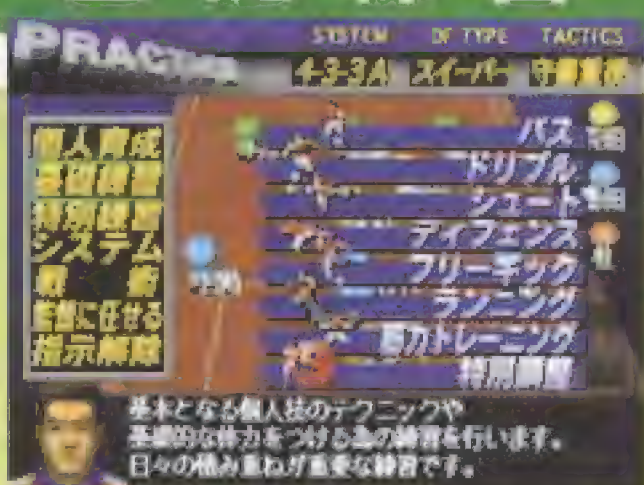 PRACTICE
SYSTEM DF TYPE TACTICS
4-3-3A スイーパー 守備重視
個人育成
基礎練習
特別練習
システム
戦 術
監督に任せる
指示解除
パス
ドリブル
シュート
ディフェンス
フリーキック
ランニング
筋力トレーニング
特別調整
基本となる個人技のテクニックや
基礎的な体力をつける為の練習を行います。
日々の積み重ねが重要な練習です。